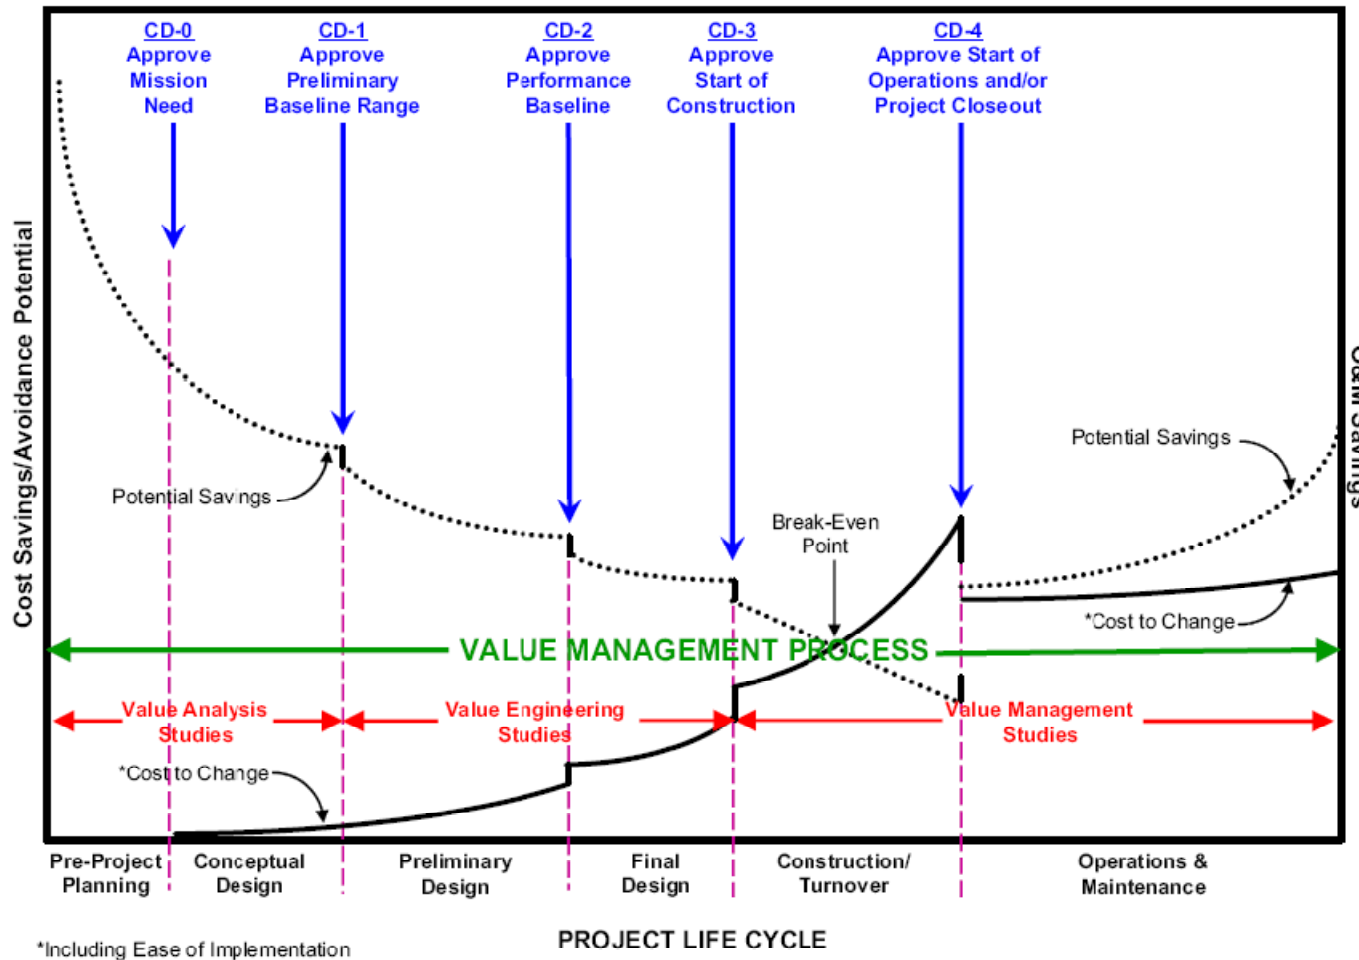 CD-0
Approve
Mission
Need
CD-1
Approve
Preliminary
Baseline Range
CD-2
Approve
Performance
Baseline
CD-3
Approve
Start of
Construction
CD-4
Approve Start of
Operations and/or
Project Closeout
Cost Savings/Avoidance Potential
O&M Savings
Potential Savings
Potential Savings
Break-Even
Point
*Cost to Change
VALUE MANAGEMENT PROCESS
Value Analysis
Studies
Value Engineering
Studies
Value Management
Studies
*Cost to Change
Pre-Project
Planning
Conceptual
Design
Preliminary
Design
Final
Design
Construction/
Turnover
Operations &
Maintenance
PROJECT LIFE CYCLE
*Including Ease of Implementation